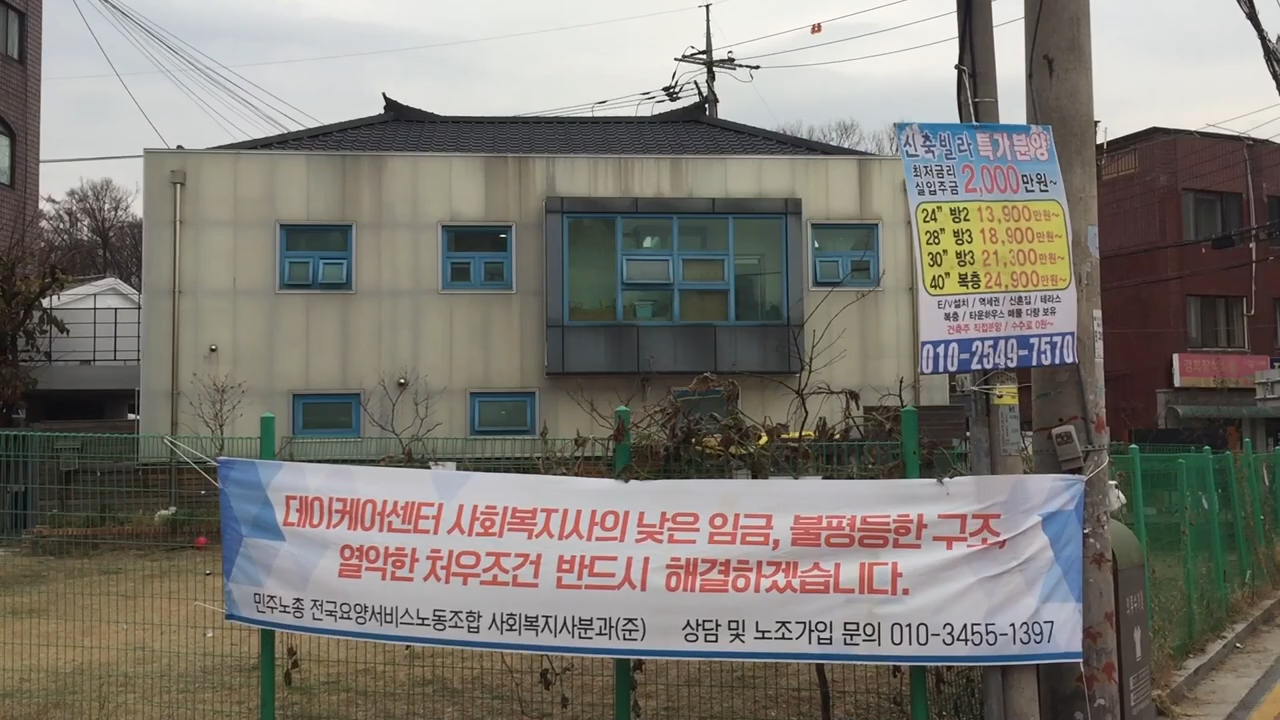 신축빌라 특가분양
최저금리
실입주금 2,000만원~
24" 방2 13,900만원~
28" 방3 18,900만원~
30" 방3 21,300만원~
40" 복층 24,900만원~
E/V설치 / 역세권 / 신혼집 / 테라스
복층 / 타운하우스 매물 다량 보유
건축주 직접분양 / 수수료 0원~
010-2549-7570
데이케어센터 사회복지사의 낮은 임금, 불평등한 구조,
열악한 처우조건 반드시 해결하겠습니다.
민주노총 전국요양서비스노동조합 사회복지사분과(준) 상담 및 노조가입 문의 010-3455-1397